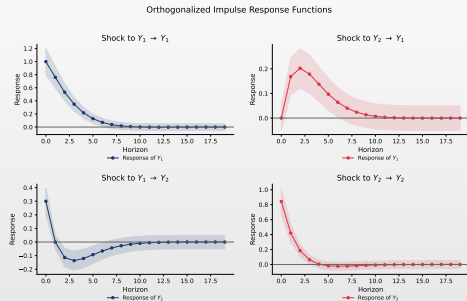 Orthogonalized Impulse Response Functions
Shock to Y₁ → Y₁
Shock to Y₂ → Y₁
Response
1.2
1.0
0.8
0.6
0.4
0.2
0.0
0.0 2.5 5.0 7.5 10.0 12.5 15.0 17.5
Horizon
Response of Y₁
Response
0.2
0.1
0.0
0.0 2.5 5.0 7.5 10.0 12.5 15.0 17.5
Horizon
Response of Y₁
Shock to Y₁ → Y₂
Shock to Y₂ → Y₂
Response
0.4
0.3
0.2
0.1
0.0
−0.1
−0.2
0.0 2.5 5.0 7.5 10.0 12.5 15.0 17.5
Horizon
Response of Y₂
Response
1.0
0.8
0.6
0.4
0.2
0.0
0.0 2.5 5.0 7.5 10.0 12.5 15.0 17.5
Horizon
Response of Y₂